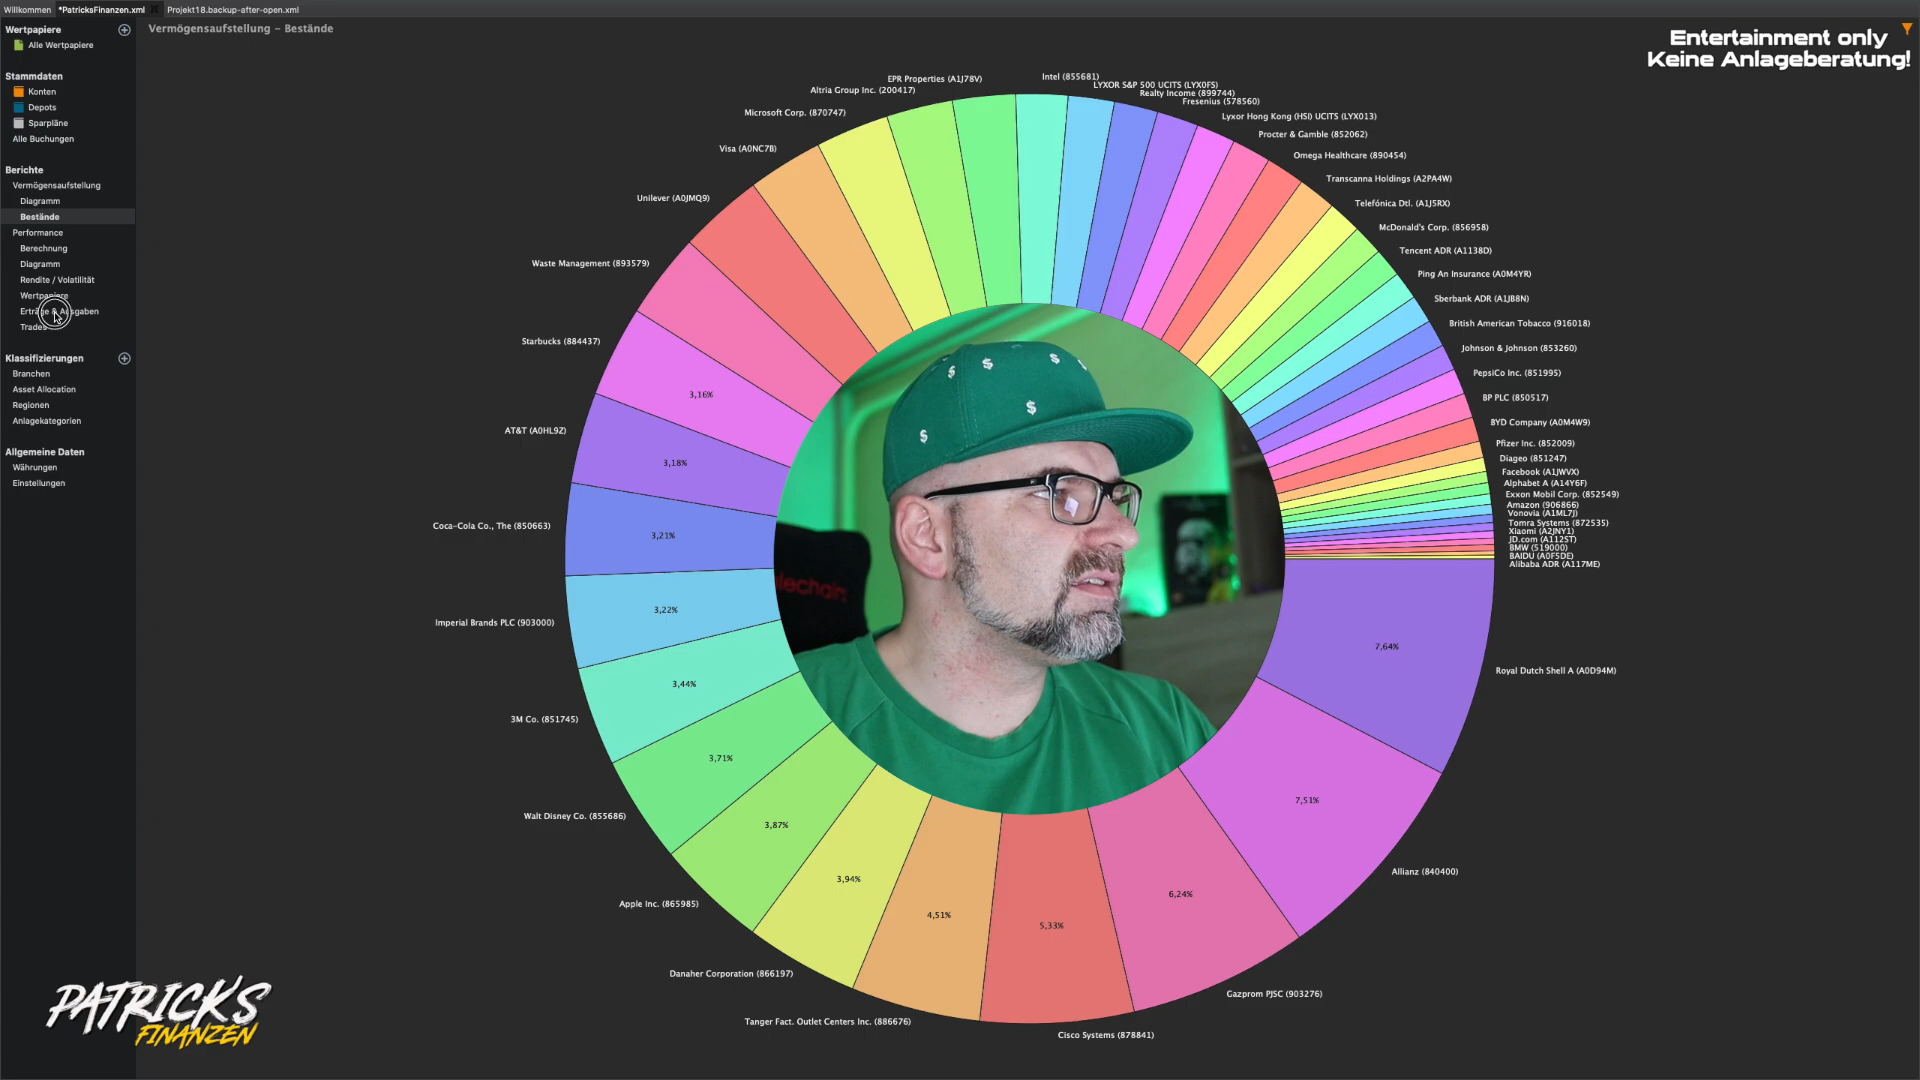 Willkommen
*PatricksFinanzen.xml
Projekt18.backup-after-open.xml
Wertpapiere
Alle Wertpapiere
Stammdaten
Konten
Depots
Sparpläne
Alle Buchungen
Berichte
Vermögensaufstellung
Diagramm
Bestände
Performance
Berechnung
Diagramm
Rendite / Volatilität
Wertpapiere
Erträge & Ausgaben
Trades
Klassifizierungen
Branchen
Asset Allocation
Regionen
Anlagekategorien
Allgemeine Daten
Währungen
Einstellungen
Vermögensaufstellung – Bestände
Entertainment only
Keine Anlageberatung!
EPR Properties (A1J78V)
Altria Group Inc. (200417)
Microsoft Corp. (870747)
Visa (A0NC7B)
Unilever (A0JMQ9)
Waste Management (893579)
Starbucks (884437)
AT&T (A0HL9Z)
Coca-Cola Co., The (850663)
Imperial Brands PLC (903000)
3M Co. (851745)
Walt Disney Co. (855686)
Apple Inc. (865985)
Danaher Corporation (866197)
Tanger Fact. Outlet Centers Inc. (886676)
Cisco Systems (878841)
Gazprom PJSC (903276)
Allianz (840400)
Royal Dutch Shell A (A0D94M)
Intel (855681)
LYXOR S&P 500 UCITS (LYX0FS)
Realty Income (899744)
Fresenius (578560)
Lyxor Hong Kong (HSI) UCITS (LYX013)
Procter & Gamble (852062)
Omega Healthcare (890454)
Transcanna Holdings (A2PA4W)
Telefónica Dtl. (A1J5RX)
McDonald's Corp. (856958)
Tencent ADR (A1138D)
Ping An Insurance (A0M4YR)
Sberbank ADR (A1JB8N)
British American Tobacco (916018)
Johnson & Johnson (853260)
PepsiCo Inc. (851995)
BP PLC (850517)
BYD Company (A0M4W9)
Pfizer Inc. (852009)
Diageo (851247)
Facebook (A1JWVX)
Alphabet A (A14Y6F)
Exxon Mobil Corp. (852549)
Amazon (906866)
Vonovia (A1ML7J)
Tomra Systems (872535)
Xiaomi (A2JNY1)
JD.com (A112ST)
BMW (519000)
BAIDU (A0F5DE)
Alibaba ADR (A117ME)
3,16%
3,18%
3,21%
3,22%
3,44%
3,71%
3,87%
3,94%
4,51%
5,33%
6,24%
7,51%
7,64%
$ $ $ $ $
PATRICKS
FINANZEN